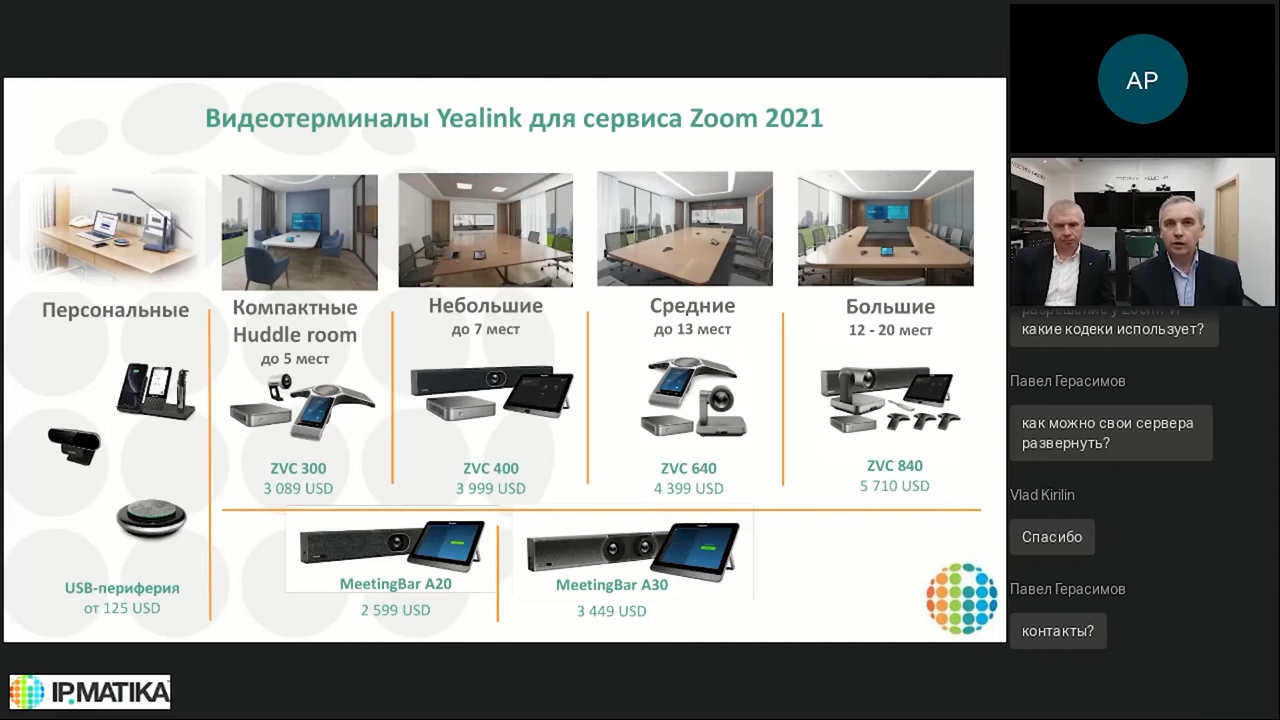 Видеотерминалы Yealink для сервиса Zoom 2021
Персональные
USB-периферия
от 125 USD
Компактные
Huddle room
до 5 мест
ZVC 300
3 089 USD
Небольшие
до 7 мест
ZVC 400
3 999 USD
Средние
до 13 мест
ZVC 640
4 399 USD
Большие
12 - 20 мест
ZVC 840
5 710 USD
MeetingBar A20
2 599 USD
MeetingBar A30
3 449 USD
IP.MATIKA
AP
какие кодеки использует?
Павел Герасимов
как можно свои сервера
развернуть?
Vlad Kirilin
Спасибо
Павел Герасимов
контакты?